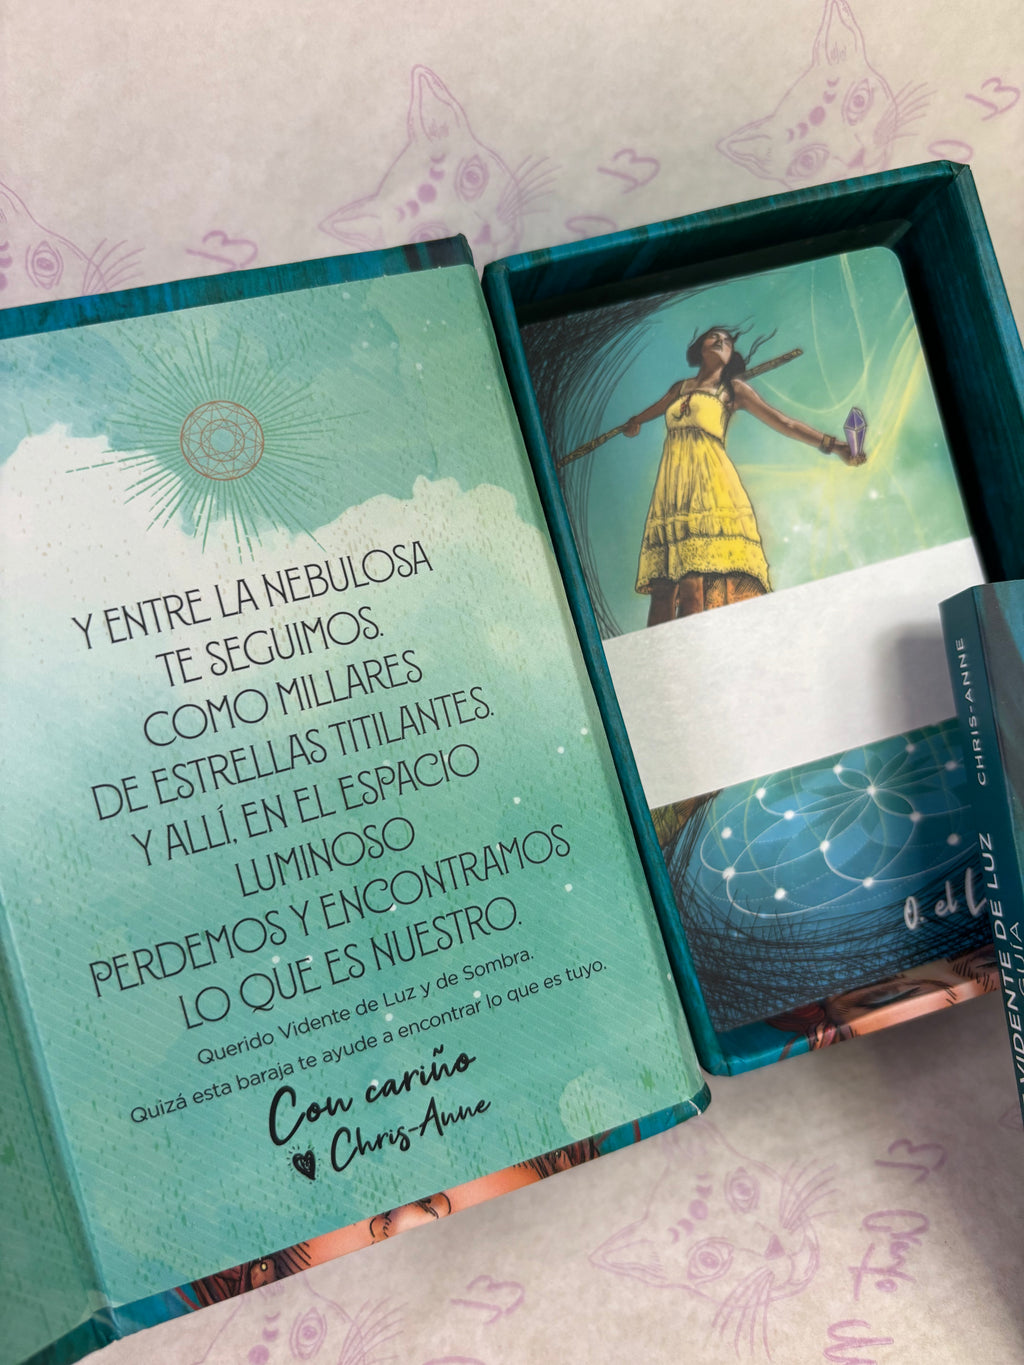 Y ENTRE LA NEBULOSA
TE SEGUIMOS.
COMO MILLARES
DE ESTRELLAS TITILANTES.
Y ALLÍ, EN EL ESPACIO
LUMINOSO
PERDEMOS Y ENCONTRAMOS
LO QUE ES NUESTRO.
Querido Vidente de Luz y de Sombra.
Quizá esta baraja te ayude a encontrar lo que es tuyo.
Con cariño
Chris-Anne
0. el
CHRIS-ANNE
VIDENTE DE LUZ
GUÍA